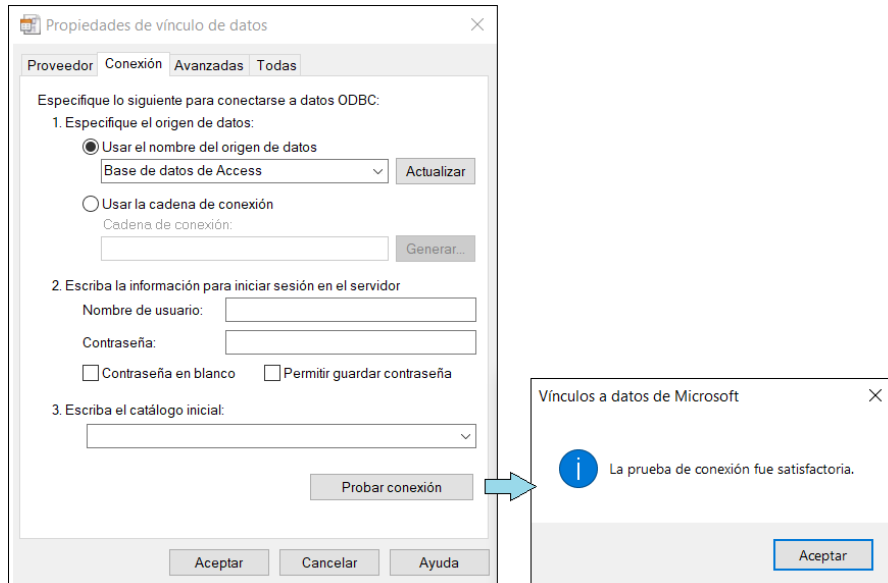 Propiedades de vínculo de datos
Proveedor Conexión Avanzadas Todas
Especifique lo siguiente para conectarse a datos ODBC:
1. Especifique el origen de datos:
Usar el nombre del origen de datos
Base de datos de Access Actualizar
Usar la cadena de conexión
Cadena de conexión:
Generar...
2. Escriba la información para iniciar sesión en el servidor
Nombre de usuario:
Contraseña:
Contraseña en blanco Permitir guardar contraseña
3. Escriba el catálogo inicial:
Probar conexión
Aceptar Cancelar Ayuda
Vínculos a datos de Microsoft
La prueba de conexión fue satisfactoria.
Aceptar